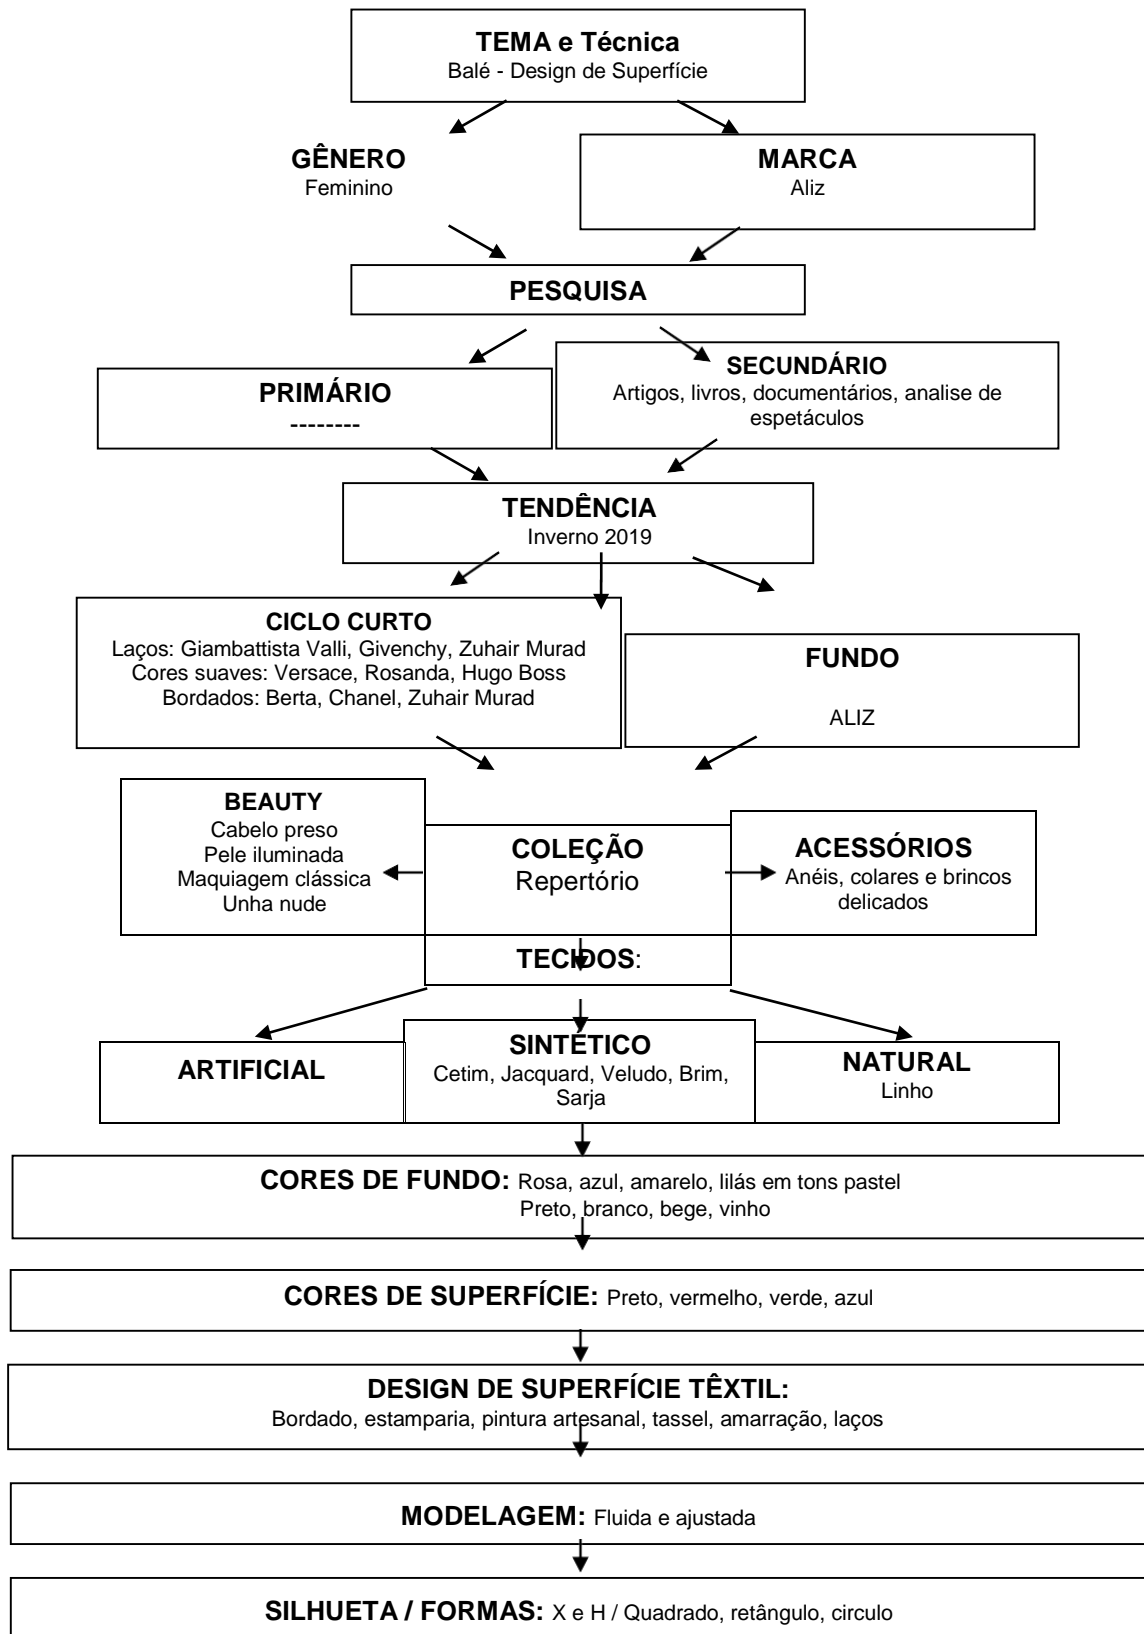 TEMA e Técnica
Balé - Design de Superfície
GÊNERO
Feminino
MARCA
Aliz
PESQUISA
PRIMÁRIO
--------
SECUNDÁRIO
Artigos, livros, documentários, analise de
espetáculos
TENDÊNCIA
Inverno 2019
CICLO CURTO
Laços: Giambattista Valli, Givenchy, Zuhair Murad
Cores suaves: Versace, Rosanda, Hugo Boss
Bordados: Berta, Chanel, Zuhair Murad
FUNDO
ALIZ
BEAUTY
Cabelo preso
Pele iluminada
Maquiagem clássica
Unha nude
COLEÇÃO
Repertório
ACESSÓRIOS
Anéis, colares e brincos
delicados
TECIDOS:
ARTIFICIAL
SINTÉTICO
Cetim, Jacquard, Veludo, Brim,
Sarja
NATURAL
Linho
CORES DE FUNDO: Rosa, azul, amarelo, lilás em tons pastel
Preto, branco, bege, vinho
CORES DE SUPERFÍCIE: Preto, vermelho, verde, azul
DESIGN DE SUPERFÍCIE TÊXTIL:
Bordado, estamparia, pintura artesanal, tassel, amarração, laços
MODELAGEM: Fluida e ajustada
SILHUETA / FORMAS: X e H / Quadrado, retângulo, circulo